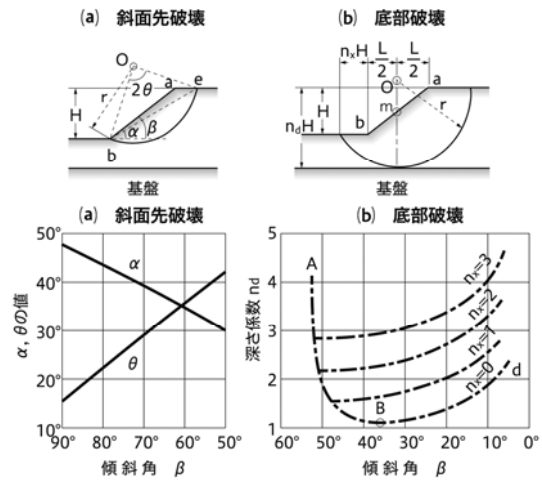 (a) 斜面先破壊
O
a
e
2θ
r
H
α
β
b
基盤
(b) 底部破壊
nxH
L/2
L/2
O
a
H
m
r
b
ndH
基盤
(a) 斜面先破壊
α, θの値
50°
40°
30°
20°
10°
α
θ
90° 80° 70° 60° 50°
傾斜角 β
(b) 底部破壊
深さ係数 nd
5
4
3
2
1
A
B
d
nx=3
nx=2
nx=1
nx=0
60° 50° 40° 30° 20° 10° 0°
傾斜角 β